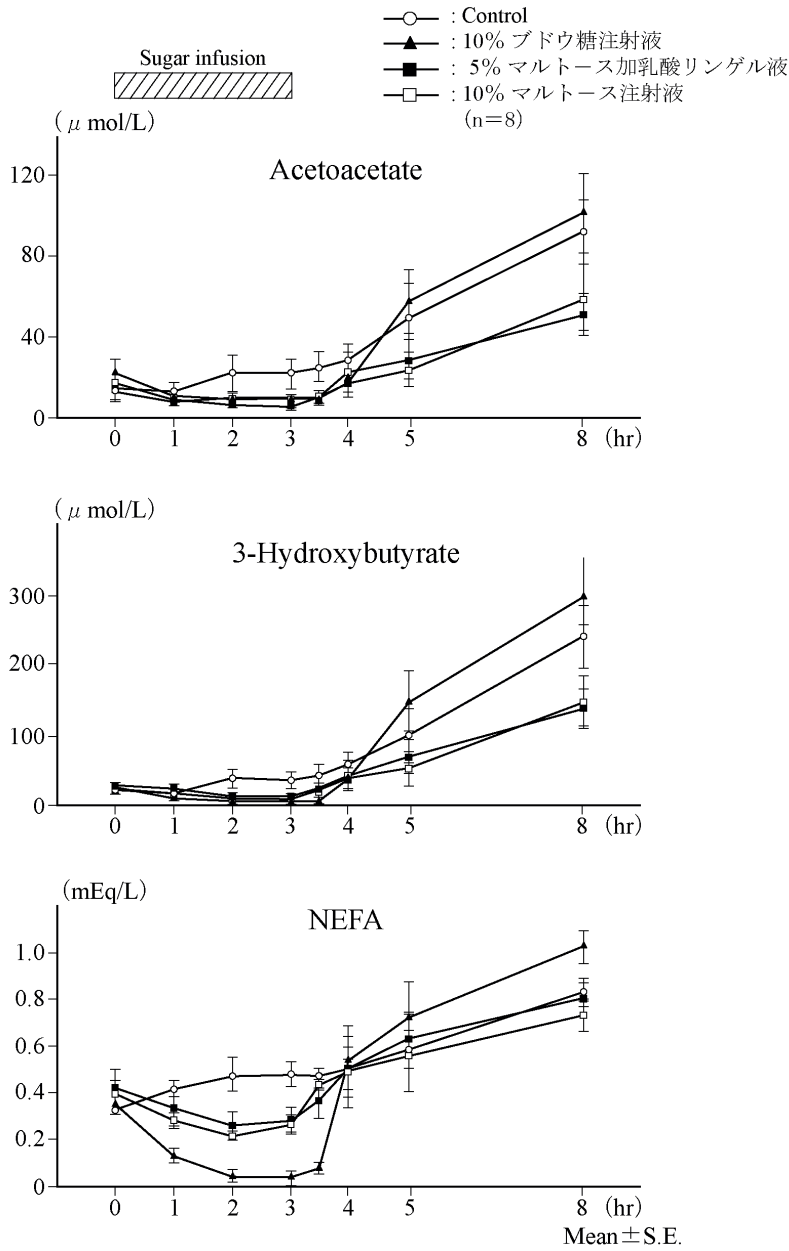 : Control
: 10% ブドウ糖注射液
Sugar infusion
: 5% マルトース加乳酸リンゲル液
: 10% マルトース注射液
(n=8)
(μ mol/L)
Acetoacetate
120
80
40
0
0 1 2 3 4 5 8 (hr)
(μ mol/L)
3-Hydroxybutyrate
300
200
100
0
0 1 2 3 4 5 8 (hr)
(mEq/L)
NEFA
1.0
0.8
0.6
0.4
0.2
0
0 1 2 3 4 5 8 (hr)
Mean±S.E.